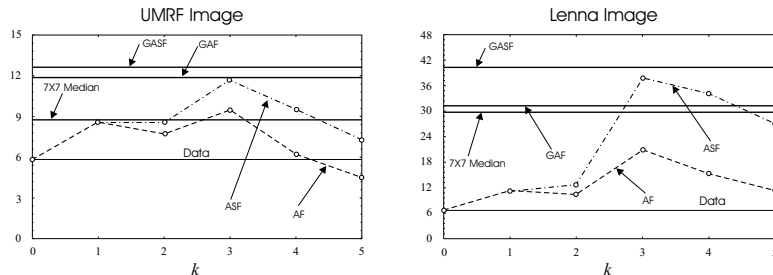 UMRF Image
15
12
9
6
3
0
GASF
GAF
7X7 Median
Data
ASF
AF
0 1 2 3 4 5
k
Lenna Image
48
42
36
30
24
18
12
6
0
GASF
ASF
GAF
7X7 Median
AF
Data
0 1 2 3 4 5
k